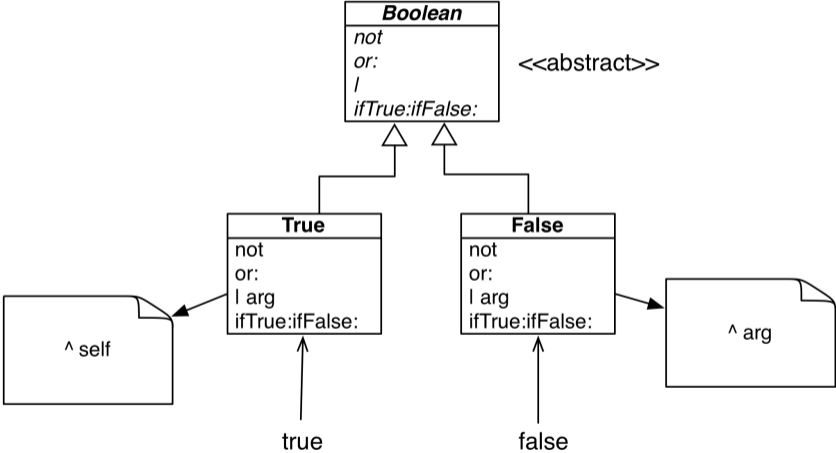 Boolean
not
or:
|
ifTrue:ifFalse:
<<abstract>>
True
not
or:
| arg
ifTrue:ifFalse:
False
not
or:
| arg
ifTrue:ifFalse:
^ self
^ arg
true
false